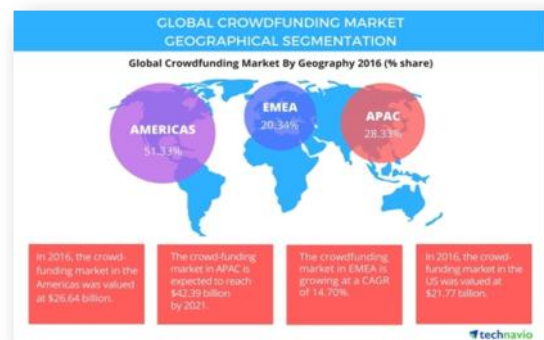 GLOBAL CROWDFUNDING MARKET
GEOGRAPHICAL SEGMENTATION
Global Crowdfunding Market By Geography 2016 (% share)
AMERICAS
51.33%
EMEA
20.34%
APAC
28.33%
In 2016, the crowd-
funding market in the
Americas was valued
at $26.64 billion.
The crowd-funding
market in APAC is
expected to reach
$42.39 billion
by 2021.
The crowdfunding
market in EMEA is
growing at a CAGR
of 14.70%.
In 2016, the crowd-
funding market in the
US was valued at
$21.77 billion.
technavio